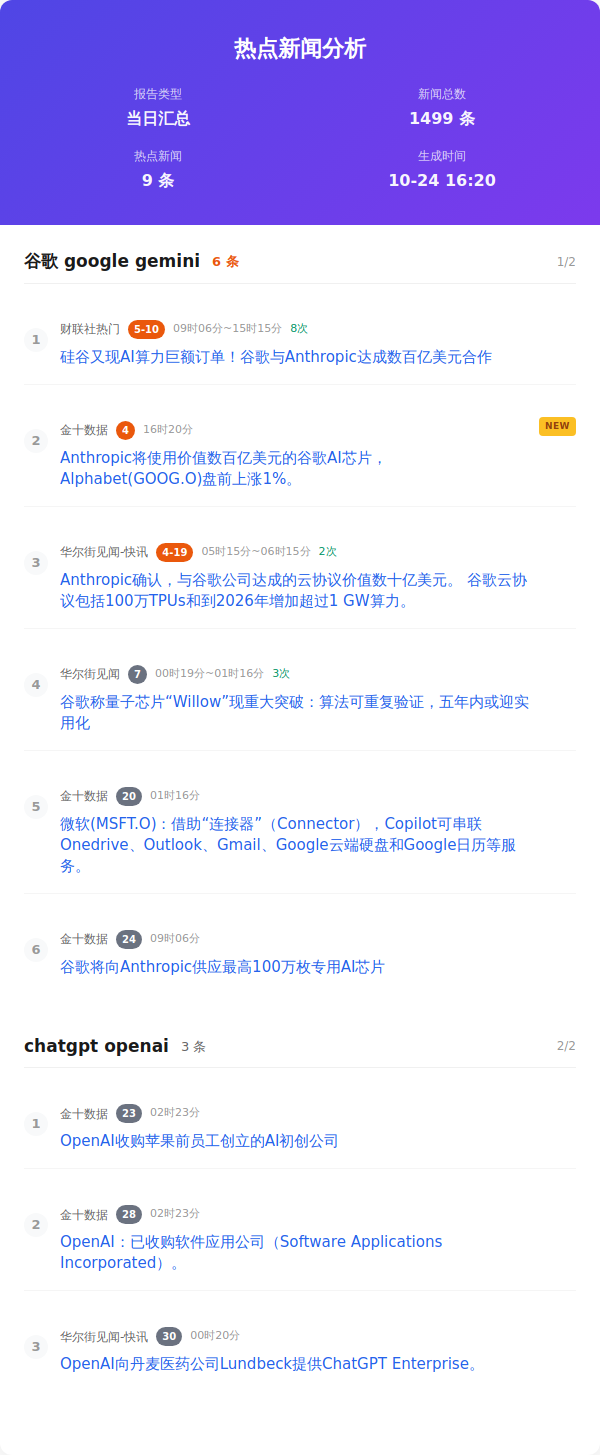 热点新闻分析
报告类型
新闻总数
当日汇总
1499 条
热点新闻
生成时间
9 条
10-24 16:20
谷歌 google gemini 6 条 1/2
1 财联社热门 5-10 09时06分~15时15分 8次
硅谷又现AI算力巨额订单！谷歌与Anthropic达成数百亿美元合作
2 金十数据 4 16时20分 NEW
Anthropic将使用价值数百亿美元的谷歌AI芯片，
Alphabet(GOOG.O)盘前上涨1%。
3 华尔街见闻-快讯 4-19 05时15分~06时15分 2次
Anthropic确认，与谷歌公司达成的云协议价值数十亿美元。 谷歌云协
议包括100万TPUs和到2026年增加超过1 GW算力。
4 华尔街见闻 7 00时19分~01时16分 3次
谷歌称量子芯片“Willow”现重大突破：算法可重复验证，五年内或迎实
用化
5 金十数据 20 01时16分
微软(MSFT.O)：借助“连接器”（Connector），Copilot可串联
Onedrive、Outlook、Gmail、Google云端硬盘和Google日历等服
务。
6 金十数据 24 09时06分
谷歌将向Anthropic供应最高100万枚专用AI芯片
chatgpt openai 3 条 2/2
1 金十数据 23 02时23分
OpenAI收购苹果前员工创立的AI初创公司
2 金十数据 28 02时23分
OpenAI：已收购软件应用公司（Software Applications
Incorporated）。
3 华尔街见闻-快讯 30 00时20分
OpenAI向丹麦医药公司Lundbeck提供ChatGPT Enterprise。